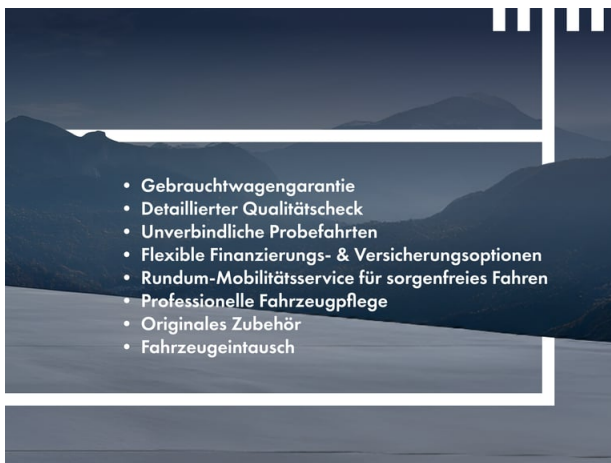 • Gebrauchtwagengarantie
• Detaillierter Qualitätscheck
• Unverbindliche Probefahrten
• Flexible Finanzierungs- & Versicherungsoptionen
• Rundum-Mobilitätsservice für sorgenfreies Fahren
• Professionelle Fahrzeugpflege
• Originales Zubehör
• Fahrzeugeintausch